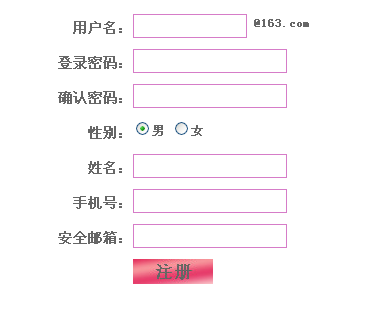 用户名： @163.com
登录密码：
确认密码：
性别： 男 女
姓名：
手机号：
安全邮箱：
注册